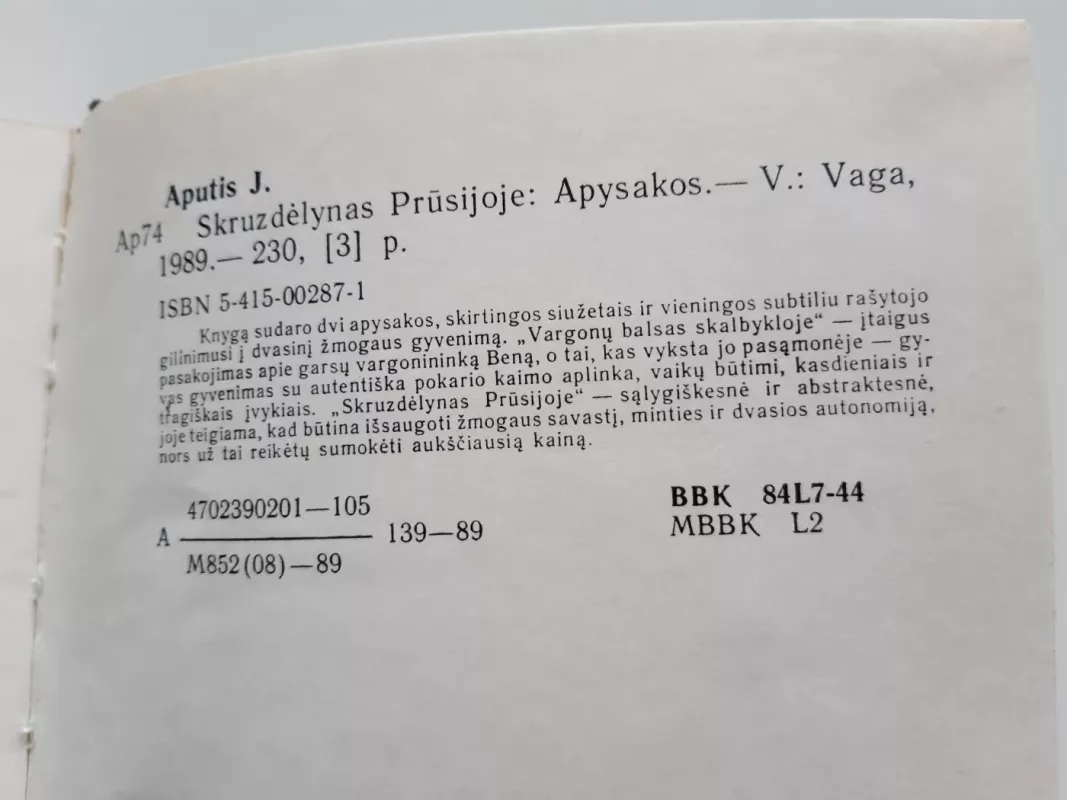 Aputis J.
Ap74 Skruzdėlynas Prūsijoje: Apysakos.— V.: Vaga,
1989.— 230, [3] p.
ISBN 5-415-00287-1
Knygą sudaro dvi apysakos, skirtingos siužetais ir vieningos subtiliu rašytojo
gilinimusi į dvasinį žmogaus gyvenimą. „Vargonų balsas skalbykloje“ — įtaigus
pasakojimas apie garsų vargonininką Beną, o tai, kas vyksta jo pasąmonėje — gy-
vas gyvenimas su autentiška pokario kaimo aplinka, vaikų būtimi, kasdieniais ir
tragiškais įvykiais. „Skruzdėlynas Prūsijoje“ — sąlygiškesnė ir abstraktesnė,
joje teigiama, kad būtina išsaugoti žmogaus savastį, minties ir dvasios autonomiją,
nors už tai reikėtų sumokėti aukščiausią kainą.
4702390201—105
A 139—89
M852(08)—89
BBK 84L7-44
MBBK L2